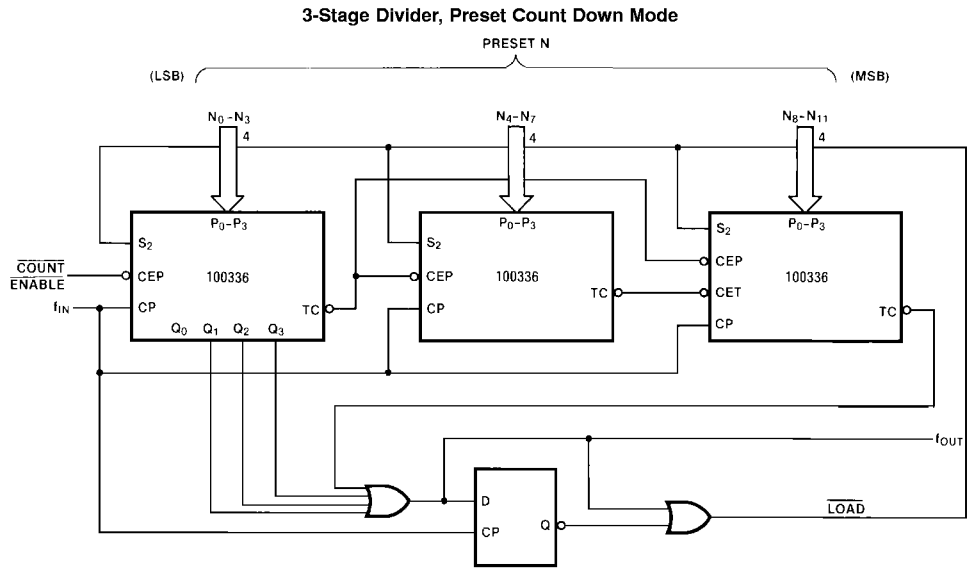 3-Stage Divider, Preset Count Down Mode
PRESET N
(LSB)
(MSB)
N0-N3
4
N4-N7
4
N8-N11
4
P0-P3
S2
CEP
100336
CP
TC
Q0 Q1 Q2 Q3
P0-P3
S2
CEP
100336
CP
TC
P0-P3
S2
CEP
100336
CET
CP
TC
COUNT
ENABLE
fIN
fOUT
D
CP
Q
LOAD